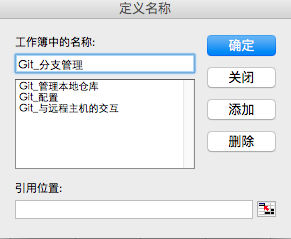 定义名称
工作簿中的名称:
Git_分支管理
Git_管理本地仓库
Git_配置
Git_与远程主机的交互
确定
关闭
添加
删除
引用位置: